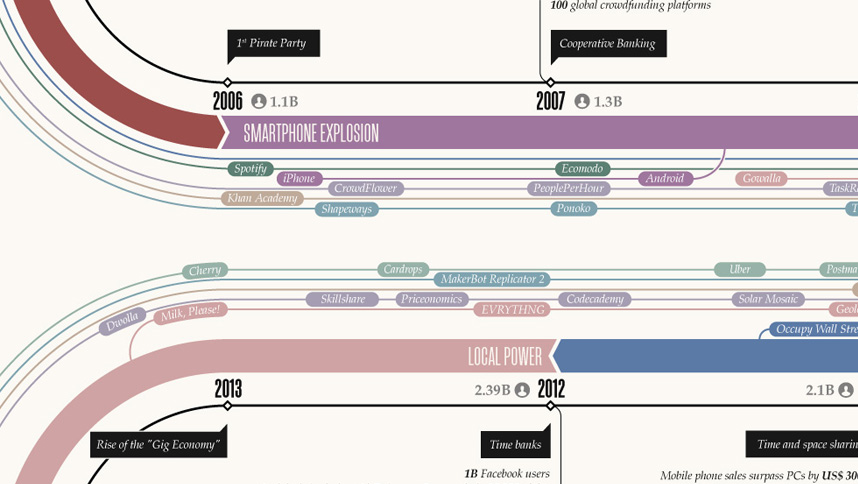 100 global crowdfunding platforms
1st Pirate Party
Cooperative Banking
2006
1.1B
2007
1.3B
SMARTPHONE EXPLOSION
Spotify
Ecomodo
iPhone
Android
Gowalla
CrowdFlower
PeoplePerHour
TaskR
Khan Academy
Shapeways
Ponoko
T
Cherry
Cardrops
Uber
Postma
MakerBot Replicator 2
Skillshare
Priceonomics
Codecademy
Solar Mosaic
Dwolla
Milk, Please!
EVRYTHNG
Geol
Occupy Wall Stre
LOCAL POWER
2013
2.39B
2012
2.1B
Rise of the "Gig Economy"
Time banks
Time and space sharin
1B Facebook users
Mobile phone sales surpass PCs by US$ 30